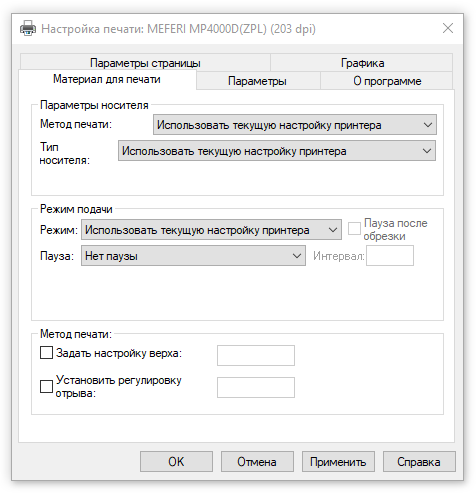 Настройка печати: MEFERI MP4000D(ZPL) (203 dpi)
Параметры страницы
Графика
Материал для печати
Параметры
О программе
Параметры носителя
Метод печати:
Использовать текущую настройку принтера
Тип
носителя:
Использовать текущую настройку принтера
Режим подачи
Режим:
Использовать текущую настройку принтера
Пауза после
обрезки
Пауза:
Нет паузы
Интервал:
Метод печати:
Задать настройку верха:
Установить регулировку
отрыва:
OK
Отмена
Применить
Справка